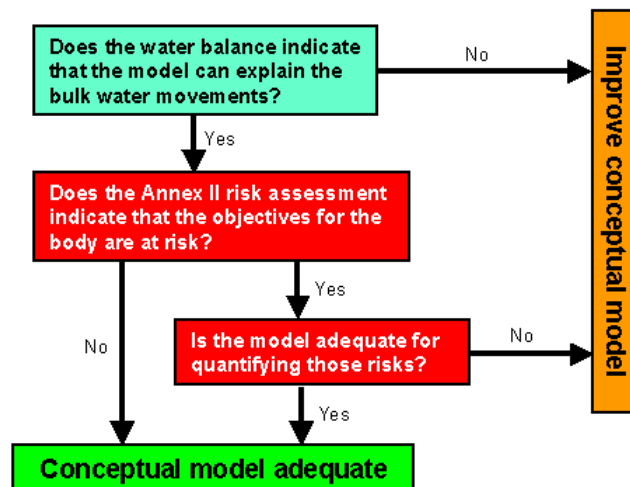 Does the water balance indicate
that the model can explain the
bulk water movements?
No
Yes
Does the Annex II risk assessment
indicate that the objectives for the
body are at risk?
Yes
No
Is the model adequate for
quantifying those risks?
No
Yes
Conceptual model adequate
Improve conceptual
model